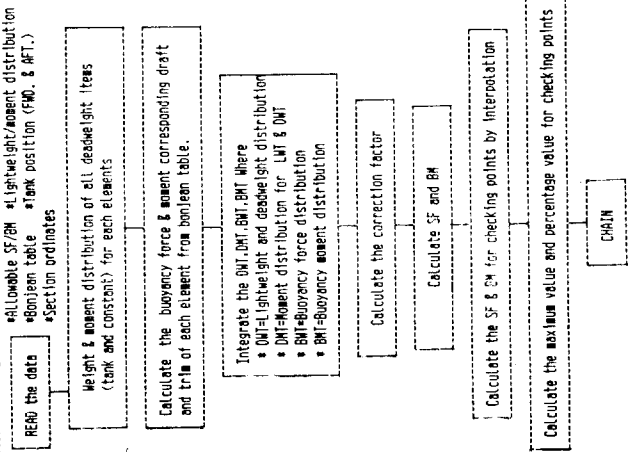 *Allowable SF/BM *Lightweight/moment distribution
*Bonjean table *Tank position (FWD. & AFT.)
*Section ordinates
READ the data
Weight & moment distribution of all deadweight items
(tank and constant) for each elements
Calculate the buoyancy force & moment corresponding draft
and trim of each element from bonjean table.
Integrate the DWT.DMT.BWT.BMT Where
* DWT=Lightweight and deadweight distribution
* DMT=Moment distribution for LWT & DWT
* BWT=Buoyancy force distribution
* BMT=Buoyancy moment distribution
Calculate the correction factor
Calculate SF and BM
Calculate the SF & BM for checking points by interpolation
Calculate the maximum value and percentage value for checking points
CHAIN